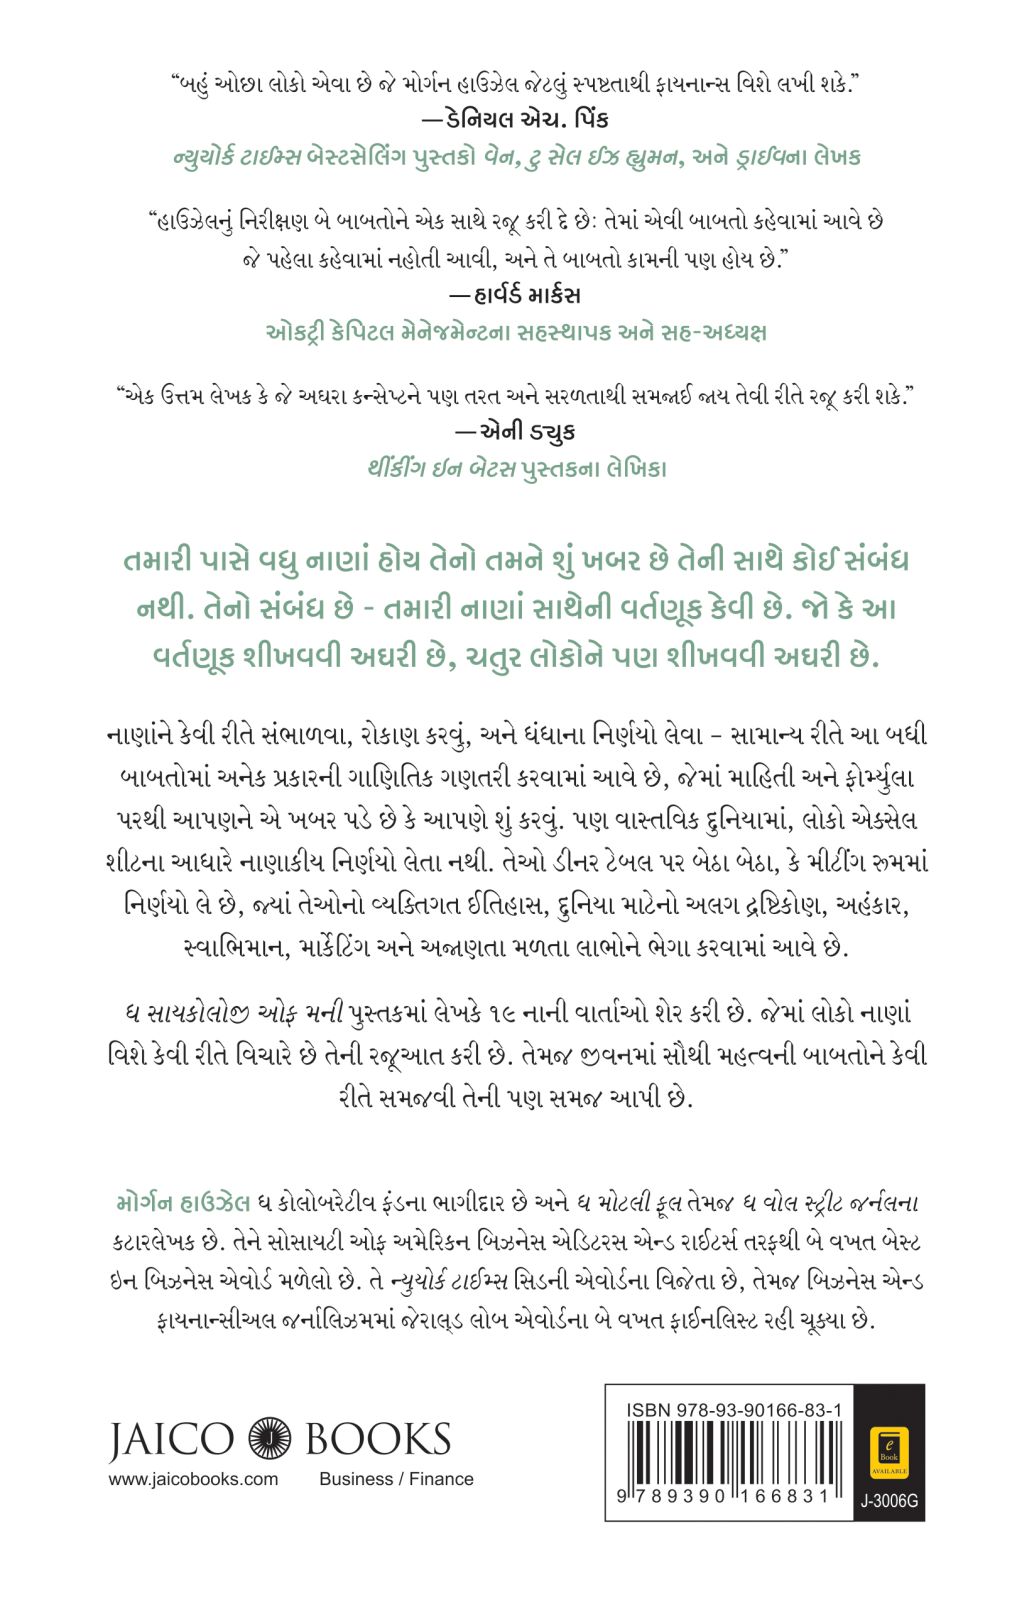 “બહું ઓછા લોકો એવા છે જે મોર્ગન હાઉઝેલ જેટલું સ્પષ્ટતાથી ફાયનાન્સ વિશે લખી શકે.”
—ડેનિયલ એચ. પિંક
ન્યુયોર્ક ટાઈમ્સ બેસ્ટસેલિંગ પુસ્તકો વેન, ટુ સેલ ઈઝ હ્યુમન, અને ડ્રાઈવના લેખક
“હાઉઝેલનું નિરીક્ષણ બે બાબતોને એક સાથે રજૂ કરી દે છેઃ તેમાં એવી બાબતો કહેવામાં આવે છે
જે પહેલા કહેવામાં નહોતી આવી, અને તે બાબતો કામની પણ હોય છે.”
—હાર્વર્ડ માર્કસ
ઓકટ્રી કેપિટલ મેનેજમેન્ટના સહસ્થાપક અને સહ-અધ્યક્ષ
“એક ઉત્તમ લેખક કે જે અઘરા કન્સેપ્ટને પણ તરત અને સરળતાથી સમજાઈ જાય તેવી રીતે રજૂ કરી શકે.”
—એની ડ્યુક
થીંકીંગ ઇન બેટસ પુસ્તકના લેખિકા
તમારી પાસે વધુ નાણાં હોય તેનો તમને શું ખબર છે તેની સાથે કોઈ સંબંધ
નથી. તેનો સંબંધ છે - તમારી નાણાં સાથેની વર્તણૂક કેવી છે. જો કે આ
વર્તણૂક શીખવવી અઘરી છે, ચતુર લોકોને પણ શીખવવી અઘરી છે.
નાણાંને કેવી રીતે સંભાળવા, રોકાણ કરવું, અને ધંધાના નિર્ણયો લેવા – સામાન્ય રીતે આ બધી
બાબતોમાં અનેક પ્રકારની ગાણિતિક ગણતરી કરવામાં આવે છે, જેમાં માહિતી અને ફોર્મ્યુલા
પરથી આપણને એ ખબર પડે છે કે આપણે શું કરવું. પણ વાસ્તવિક દુનિયામાં, લોકો એક્સેલ
શીટના આધારે નાણાકીય નિર્ણયો લેતા નથી. તેઓ ડીનર ટેબલ પર બેઠા બેઠા, કે મીટીંગ રૂમમાં
નિર્ણયો લે છે, જ્યાં તેઓનો વ્યક્તિગત ઈતિહાસ, દુનિયા માટેનો અલગ દ્રષ્ટિકોણ, અહંકાર,
સ્વાભિમાન, માર્કેટિંગ અને અજાણતા મળતા લાભોને ભેગા કરવામાં આવે છે.
ધ સાયકોલોજી ઓફ મની પુસ્તકમાં લેખકે ૧૯ નાની વાર્તાઓ શેર કરી છે. જેમાં લોકો નાણાં
વિશે કેવી રીતે વિચારે છે તેની રજૂઆત કરી છે. તેમજ જીવનમાં સૌથી મહત્વની બાબતોને કેવી
રીતે સમજવી તેની પણ સમજ આપી છે.
મોર્ગન હાઉઝેલ ધ કોલોબરેટીવ ફંડના ભાગીદાર છે અને ધ મોટલી ફૂલ તેમજ ધ વોલ સ્ટ્રીટ જર્નલના
કટારલેખક છે. તેને સોસાયટી ઓફ અમેરિકન બિઝનેસ એડિટરસ એન્ડ રાઈટર્સ તરફથી બે વખત બેસ્ટ
ઇન બિઝનેસ એવોર્ડ મળેલો છે. તે ન્યુયોર્ક ટાઈમ્સ સિડની એવોર્ડના વિજેતા છે, તેમજ બિઝનેસ એન્ડ
ફાયનાન્સીઅલ જર્નાલિઝમમાં જેરાલ્ડ લોબ એવોર્ડના બે વખત ફાઈનલિસ્ટ રહી ચૂક્યા છે.
JAICO J BOOKS
www.jaicobooks.com Business / Finance
ISBN 978-93-90166-83-1
9 789390 166831
e
Book
AVAILABLE
J-3006G